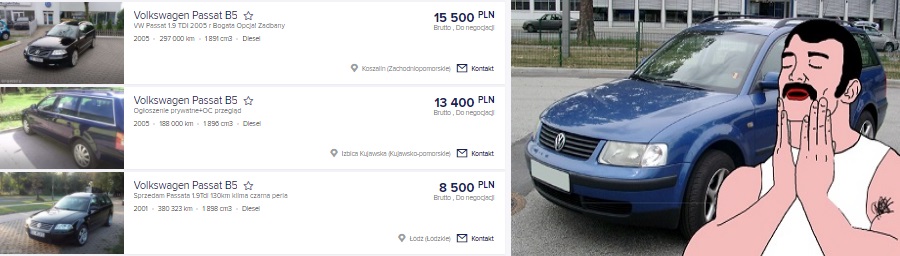 Volkswagen Passat B5
15 500 PLN
VW Passat 1.9 TDI 2005 r Bogata Opcja! Zadbany
Brutto , Do negocjacji
2005 · 297 000 km · 1 891 cm3 · Diesel
Koszalin (Zachodniopomorskie)
Kontakt
Volkswagen Passat B5
13 400 PLN
Ogłoszenie prywatne+OC przegląd
Brutto , Do negocjacji
2005 · 188 000 km · 1 896 cm3 · Diesel
Izbica Kujawska (Kujawsko-pomorskie)
Kontakt
Volkswagen Passat B5
8 500 PLN
Sprzedam Passata 1.9Tdi 130km klima czarna perła
Brutto , Do negocjacji
2001 · 380 323 km · 1 898 cm3 · Diesel
Łódź (Łódzkie)
Kontakt